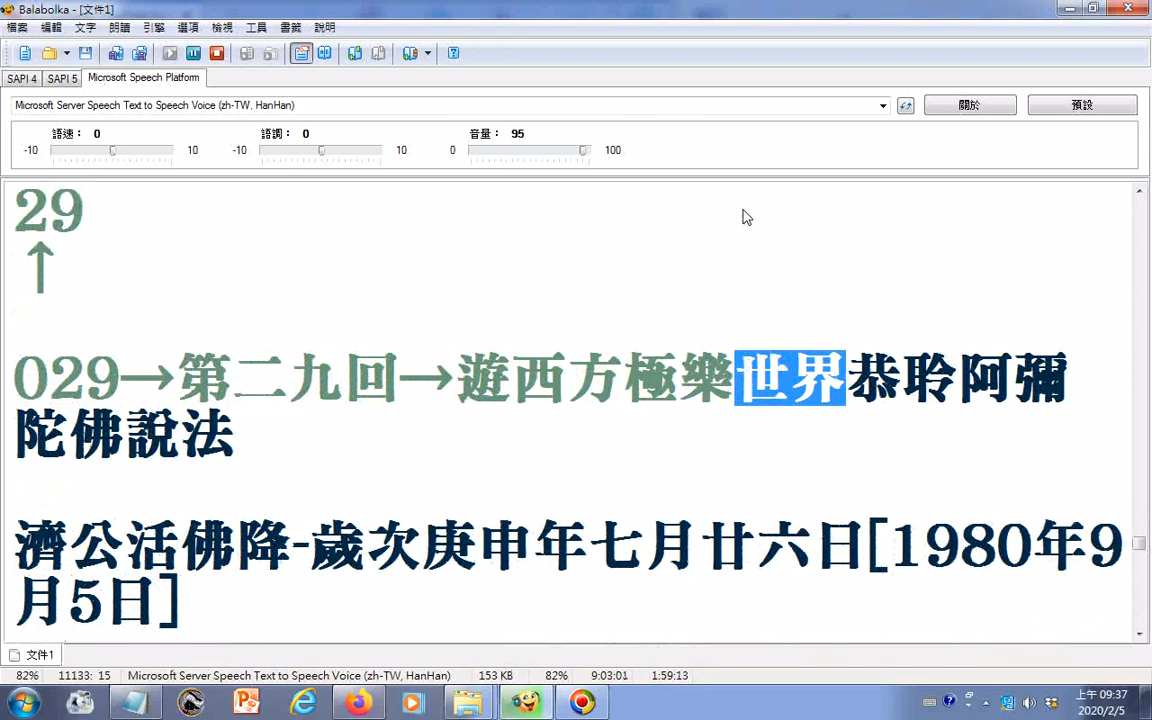 Balabolka - [文件1]
檔案 編輯 文字 朗讀 引擎 選項 檢視 工具 書籤 說明
SAPI 4 SAPI 5 Microsoft Speech Platform
Microsoft Server Speech Text to Speech Voice (zh-TW, HanHan) 關於 預設
語速： 0 語調： 0 音量： 95
-10 10 -10 10 0 100
29
↑
029→第二九回→遊西方極樂世界恭聆阿彌
陀佛說法
濟公活佛降-歲次庚申年七月廿六日[1980年9
月5日]
文件1
82% 11133: 15 Microsoft Server Speech Text to Speech Voice (zh-TW, HanHan) 153 KB 82% 9:03:01 1:59:13
上午 09:37
2020/2/5